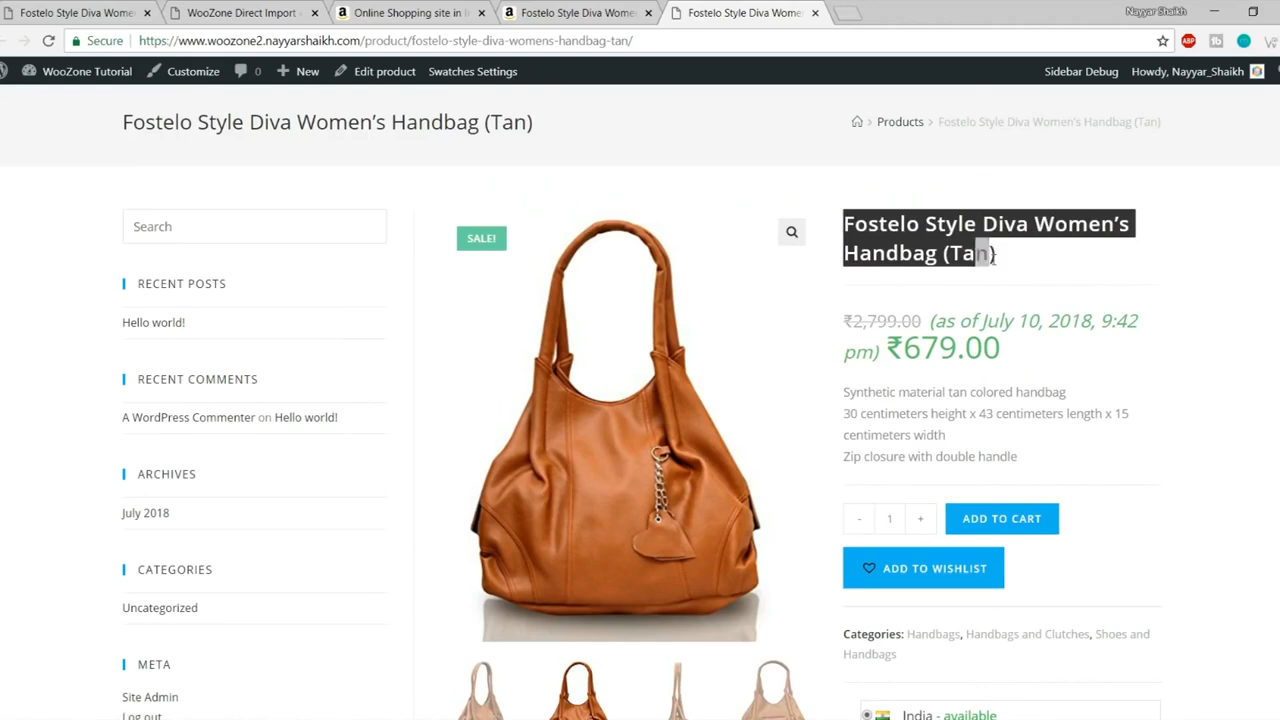 Fostelo Style Diva Wome
WooZone Direct Import -
Online Shopping site in I
Fostelo Style Diva Wome
Fostelo Style Diva Wome
Nayyar Shaikh
Secure
https://www.woozone2.nayyarshaikh.com/product/fostelo-style-diva-womens-handbag-tan/
ABP
WooZone Tutorial
Customize
0
New
Edit product
Swatches Settings
Sidebar Debug
Howdy, Nayyar_Shaikh
Fostelo Style Diva Women’s Handbag (Tan)
Products > Fostelo Style Diva Women’s Handbag (Tan)
Search
RECENT POSTS
Hello world!
RECENT COMMENTS
A WordPress Commenter on Hello world!
ARCHIVES
July 2018
CATEGORIES
Uncategorized
META
Site Admin
Log out
SALE!
Fostelo Style Diva Women’s
Handbag (Tan)
₹2,799.00 (as of July 10, 2018, 9:42
pm) ₹679.00
Synthetic material tan colored handbag
30 centimeters height x 43 centimeters length x 15
centimeters width
Zip closure with double handle
- 1 + ADD TO CART
ADD TO WISHLIST
Categories: Handbags, Handbags and Clutches, Shoes and
Handbags
India - available